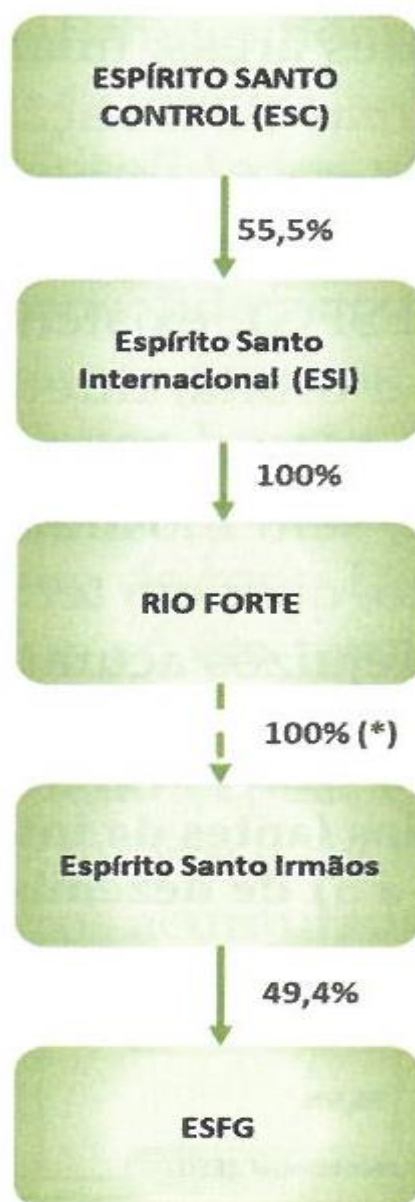 ESPÍRITO SANTO
CONTROL (ESC)
55,5%
Espírito Santo
Internacional (ESI)
100%
RIO FORTE
100% (*)
Espírito Santo Irmãos
49,4%
ESFG